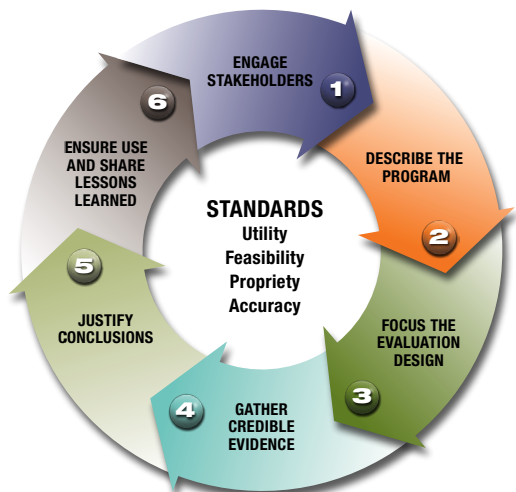 ENGAGE
STAKEHOLDERS
1
DESCRIBE THE
PROGRAM
2
FOCUS THE
EVALUATION
DESIGN
3
GATHER
CREDIBLE
EVIDENCE
4
JUSTIFY
CONCLUSIONS
5
ENSURE USE
AND SHARE
LESSONS
LEARNED
6
STANDARDS
Utility
Feasibility
Propriety
Accuracy